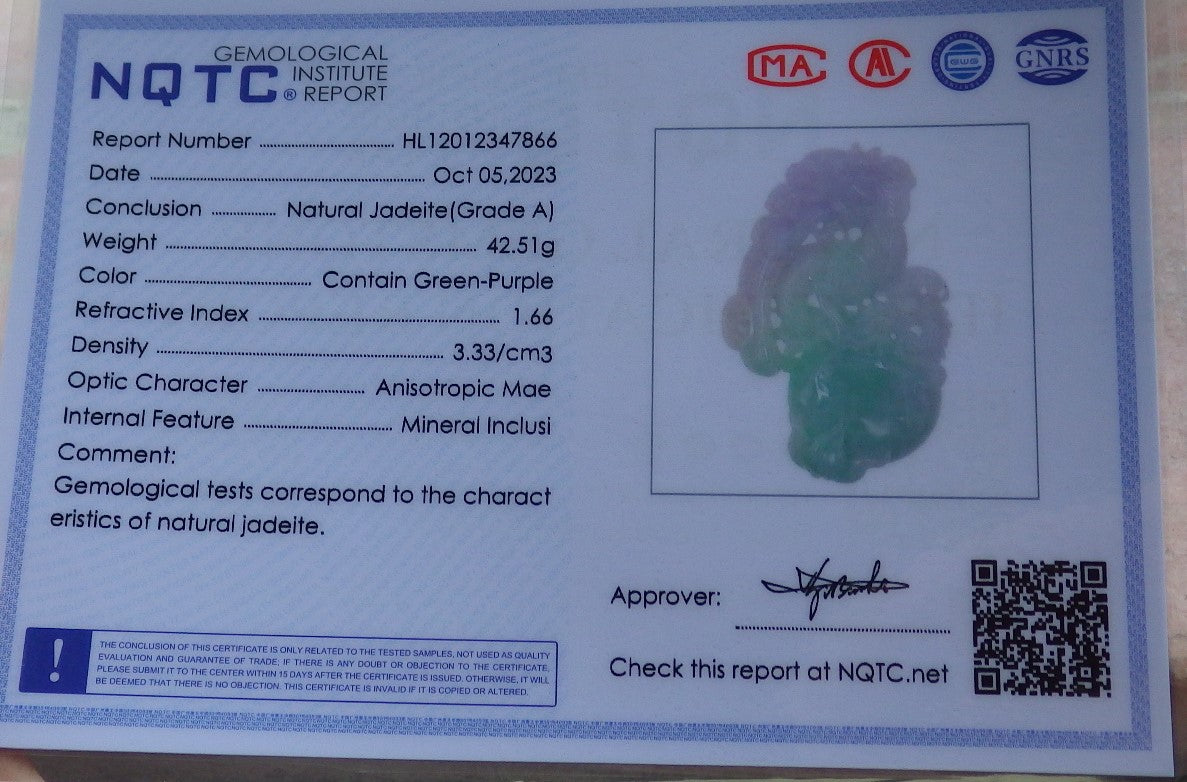 GEMOLOGICAL
NQTC® INSTITUTE
REPORT
MA
GWG
GNRS
Report Number ........................ HL12012347866
Date ........................ Oct 05,2023
Conclusion ........................ Natural Jadeite(Grade A)
Weight ........................ 42.51g
Color ........................ Contain Green-Purple
Refractive Index ........................ 1.66
Density ........................ 3.33/cm3
Optic Character ........................ Anisotropic Mae
Internal Feature ........................ Mineral Inclusi
Comment:
Gemological tests correspond to the charact
eristics of natural jadeite.
Approver:
Check this report at NQTC.net
! THE CONCLUSION OF THIS CERTIFICATE IS ONLY RELATED TO THE TESTED SAMPLES, NOT USED AS QUALITY
EVALUATION AND GUARANTEE OF TRADE; IF THERE IS ANY DOUBT OR OBJECTION TO THE CERTIFICATE,
PLEASE SUBMIT IT TO THE CENTER WITHIN 15 DAYS AFTER THE CERTIFICATE IS ISSUED. OTHERWISE, IT WILL
BE DEEMED THAT THERE IS NO OBJECTION. THIS CERTIFICATE IS INVALID IF IT IS COPIED OR ALTERED.